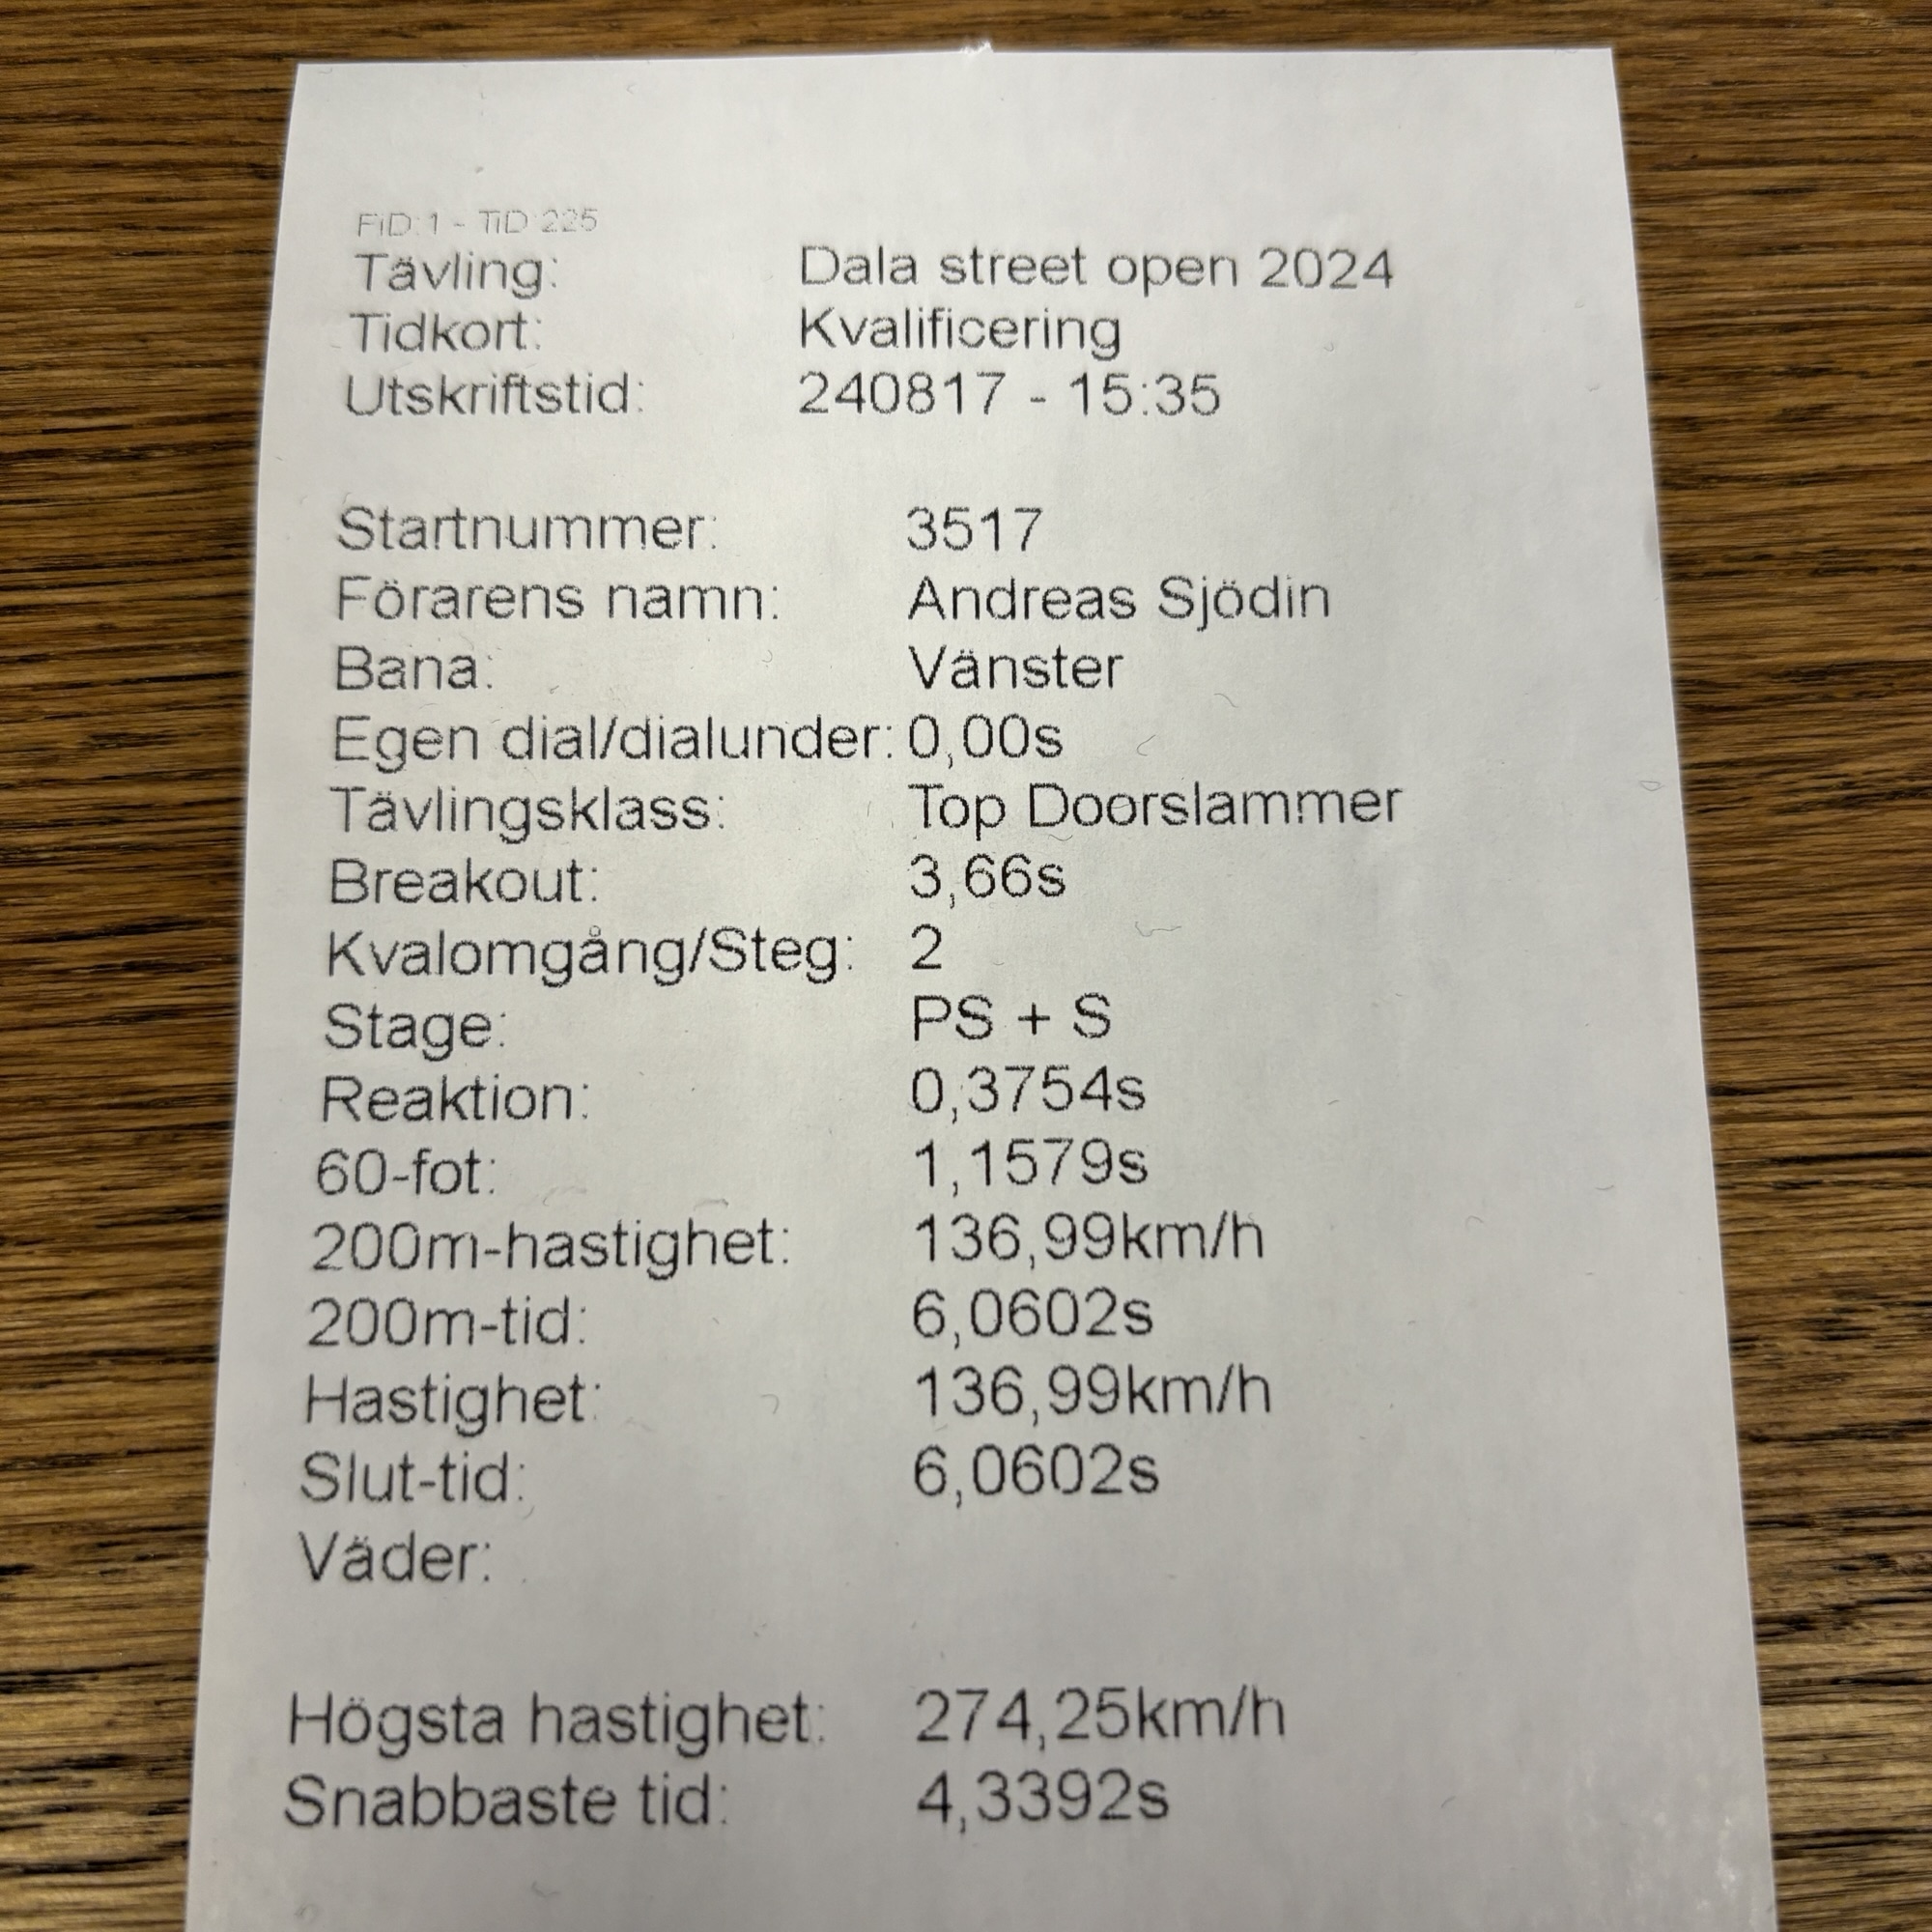 FiD:1 - TiD:225
Tävling: Dala street open 2024
Tidkort: Kvalificering
Utskriftstid: 240817 - 15:35
Startnummer: 3517
Förarens namn: Andreas Sjödin
Bana: Vänster
Egen dial/dialunder: 0,00s
Tävlingsklass: Top Doorslammer
Breakout: 3,66s
Kvalomgång/Steg: 2
Stage: PS + S
Reaktion: 0,3754s
60-fot: 1,1579s
200m-hastighet: 136,99km/h
200m-tid: 6,0602s
Hastighet: 136,99km/h
Slut-tid: 6,0602s
Väder:
Högsta hastighet: 274,25km/h
Snabbaste tid: 4,3392s